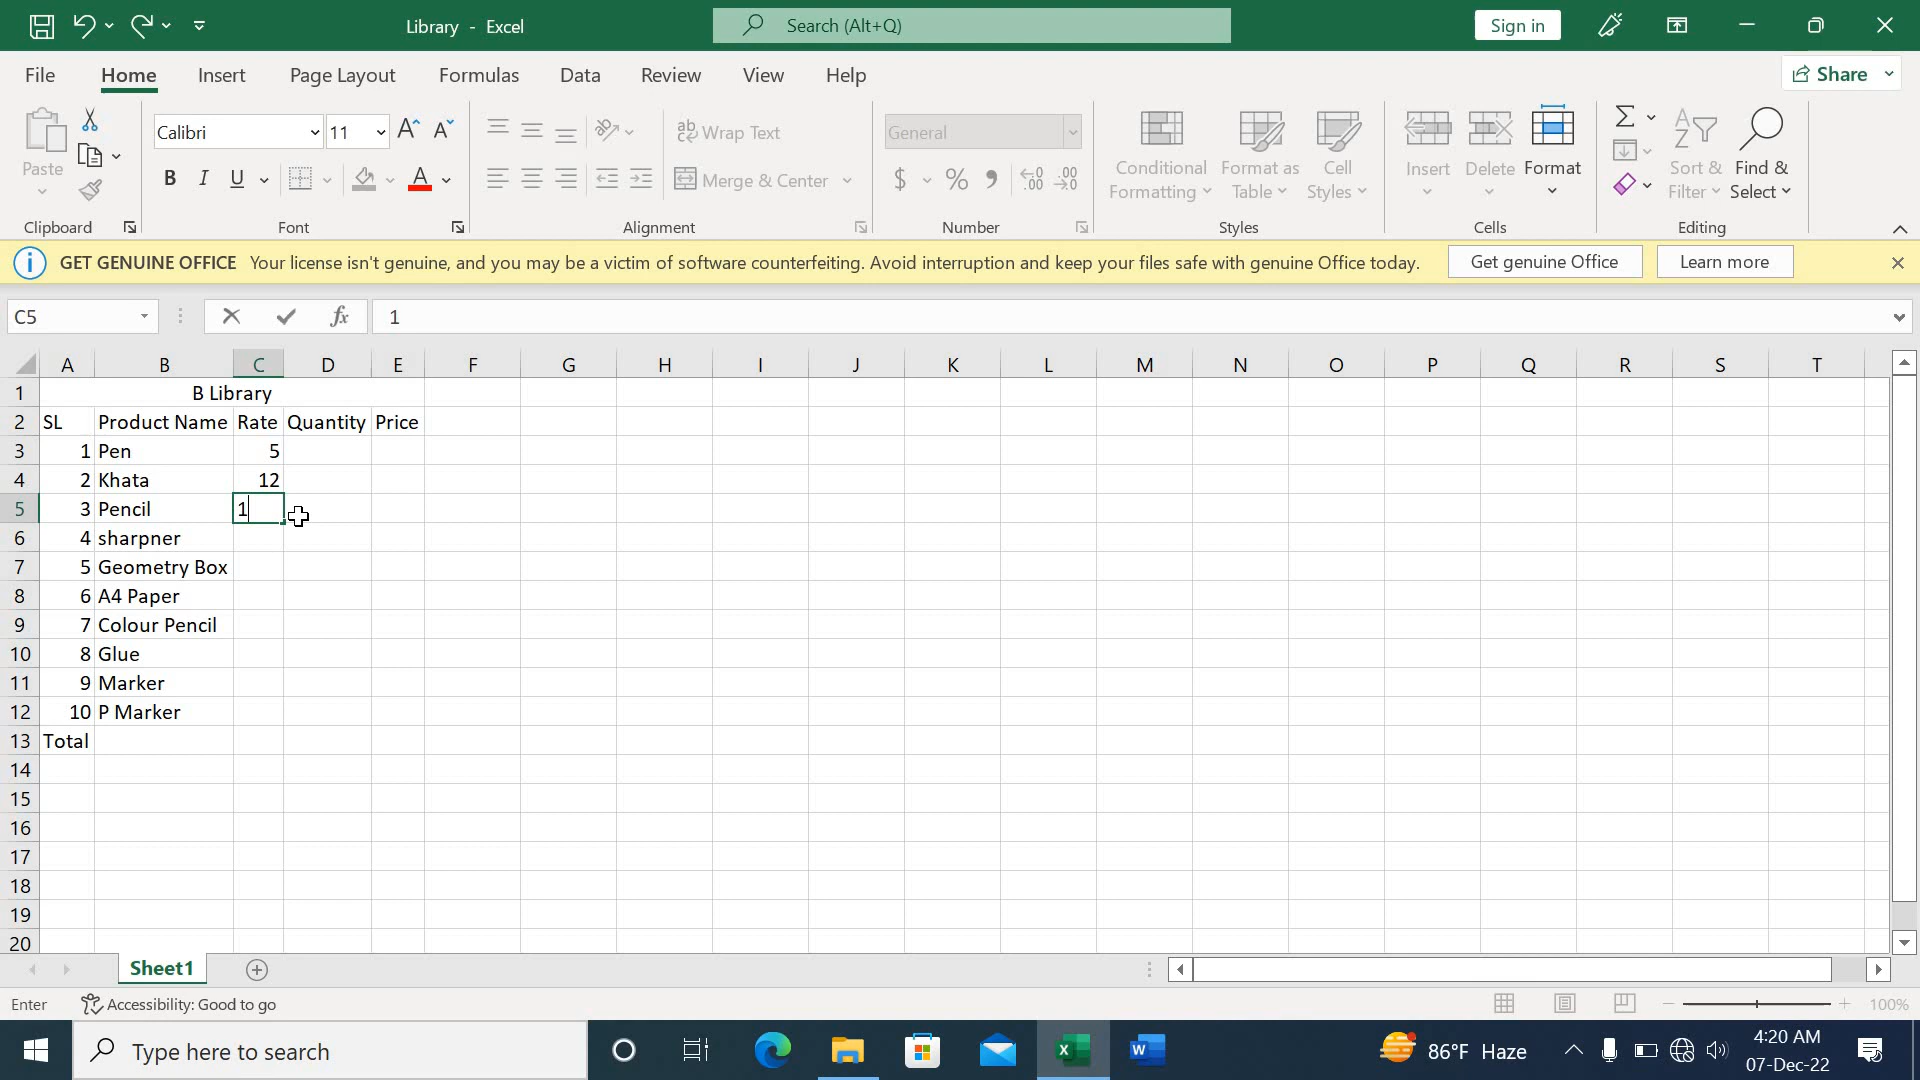 Library - Excel
Search (Alt+Q)
Sign in
File Home Insert Page Layout Formulas Data Review View Help
Share
Paste
Clipboard
Calibri 11
B I U A
Font
Wrap Text
Merge & Center
Alignment
General
$ % 9
Number
Conditional Formatting
Format as Table
Cell Styles
Styles
Insert
Delete
Format
Cells
Sort & Filter
Find & Select
Editing
GET GENUINE OFFICE Your license isn't genuine, and you may be a victim of software counterfeiting. Avoid interruption and keep your files safe with genuine Office today.
Get genuine Office
Learn more
C5
fx
1
A B C D E F G H I J K L M N O P Q R S T
1 B Library
2 SL Product Name Rate Quantity Price
3 1 Pen 5
4 2 Khata 12
5 3 Pencil 1
6 4 sharpner
7 5 Geometry Box
8 6 A4 Paper
9 7 Colour Pencil
10 8 Glue
11 9 Marker
12 10 P Marker
13 Total
14
15
16
17
18
19
20
Sheet1
Enter
Accessibility: Good to go
100%
Type here to search
86°F Haze
4:20 AM
07-Dec-22